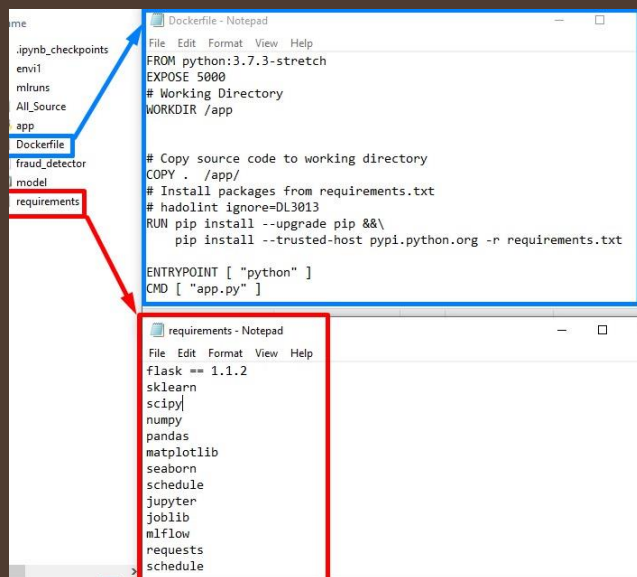 me
.ipynb_checkpoints
envi1
mlruns
All_Source
app
Dockerfile
fraud_detector
model
requirements
Dockerfile - Notepad
File Edit Format View Help
FROM python:3.7.3-stretch
EXPOSE 5000
# Working Directory
WORKDIR /app
# Copy source code to working directory
COPY . /app/
# Install packages from requirements.txt
# hadolint ignore=DL3013
RUN pip install --upgrade pip &&\
pip install --trusted-host pypi.python.org -r requirements.txt
ENTRYPOINT [ "python" ]
CMD [ "app.py" ]
requirements - Notepad
File Edit Format View Help
flask == 1.1.2
sklearn
scipy
numpy
pandas
matplotlib
seaborn
schedule
jupyter
joblib
mlflow
requests
schedule